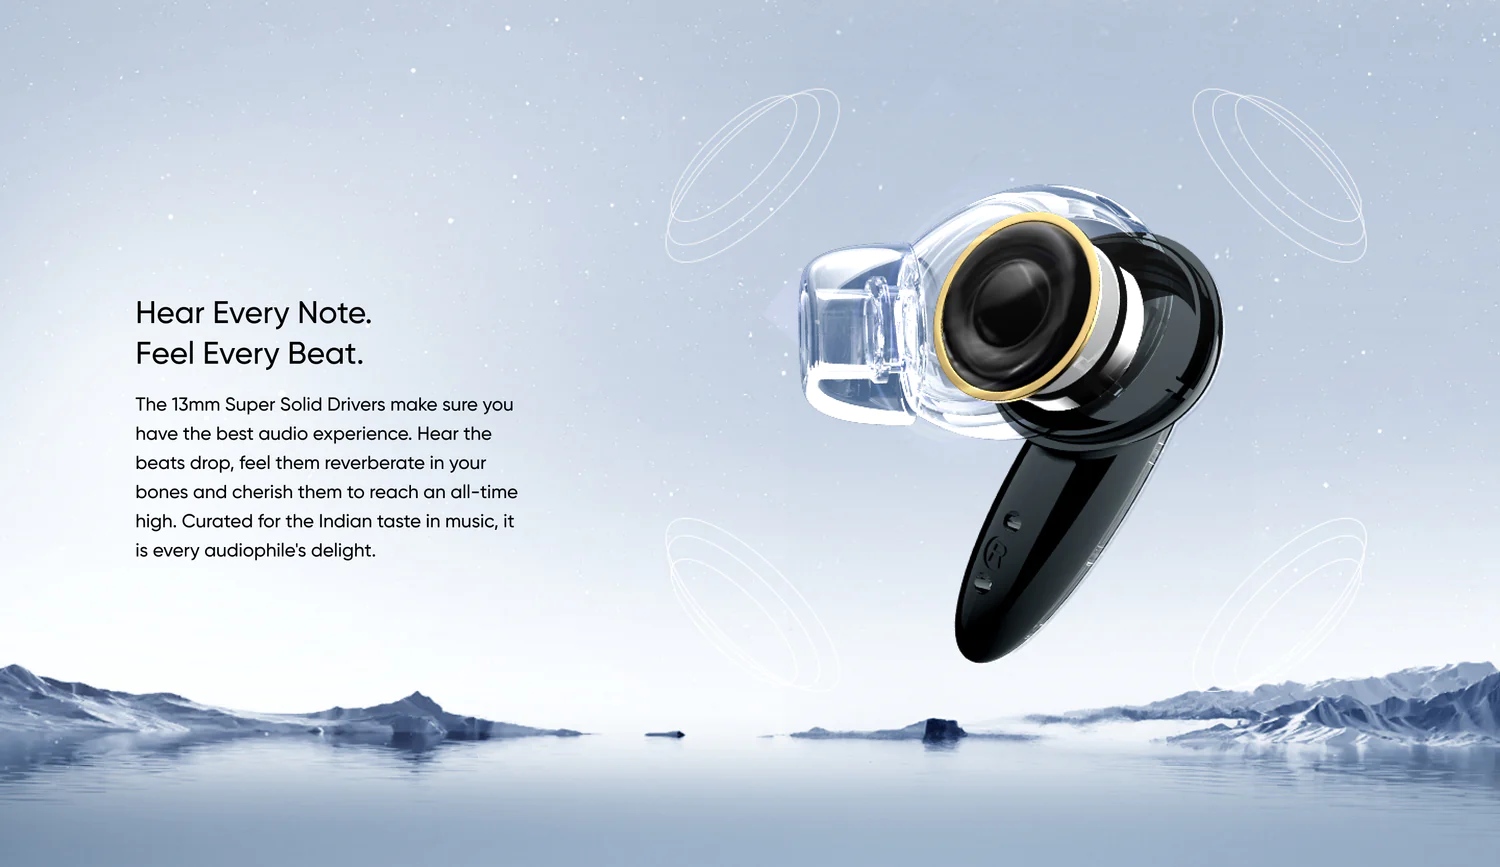 Hear Every Note.
Feel Every Beat.
The 13mm Super Solid Drivers make sure you
have the best audio experience. Hear the
beats drop, feel them reverberate in your
bones and cherish them to reach an all-time
high. Curated for the Indian taste in music, it
is every audiophile's delight.
R